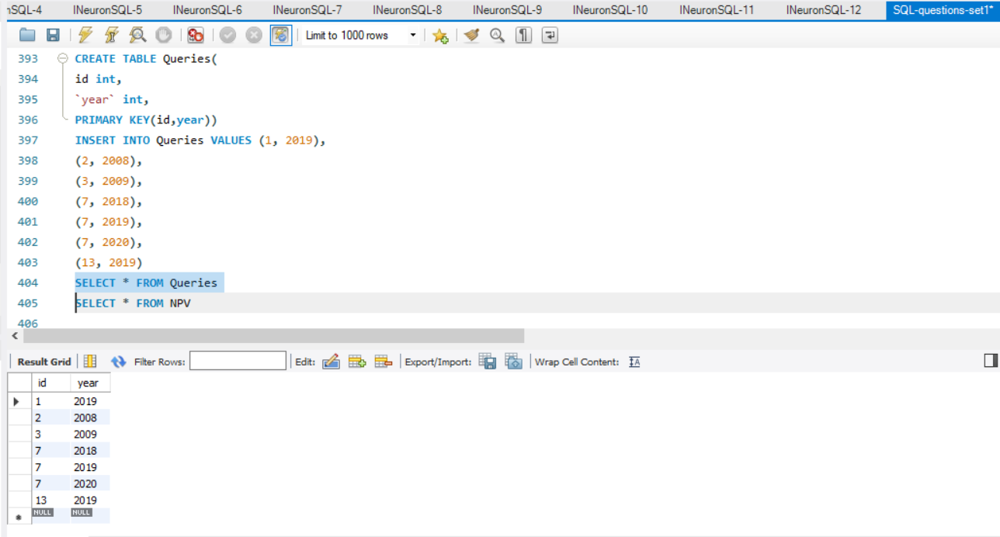 nSQL-4 INeuronSQL-5 INeuronSQL-6 INeuronSQL-7 INeuronSQL-8 INeuronSQL-9 INeuronSQL-10 INeuronSQL-11 INeuronSQL-12 SQL-questions-set1*
Limit to 1000 rows
393 CREATE TABLE Queries(
394 id int,
395 `year` int,
396 PRIMARY KEY(id,year))
397 INSERT INTO Queries VALUES (1, 2019),
398 (2, 2008),
399 (3, 2009),
400 (7, 2018),
401 (7, 2019),
402 (7, 2020),
403 (13, 2019)
404 SELECT * FROM Queries
405 SELECT * FROM NPV
406
Result Grid Filter Rows: Edit: Export/Import: Wrap Cell Content: IA
id year
1 2019
2 2008
3 2009
7 2018
7 2019
7 2020
13 2019
NULL NULL